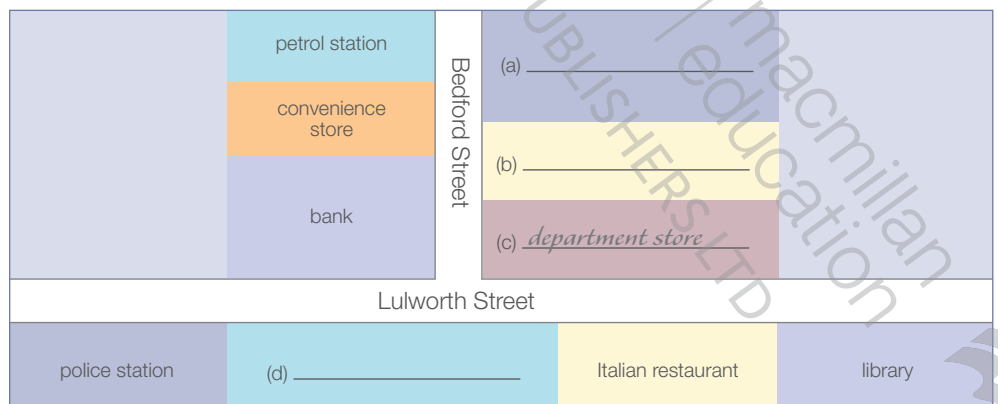 petrol station
convenience
store
bank
Bedford Street
(a)
(b)
(c) department store
Lulworth Street
police station
(d)
Italian restaurant
library
macmillan
education
UBLISHERS LTD